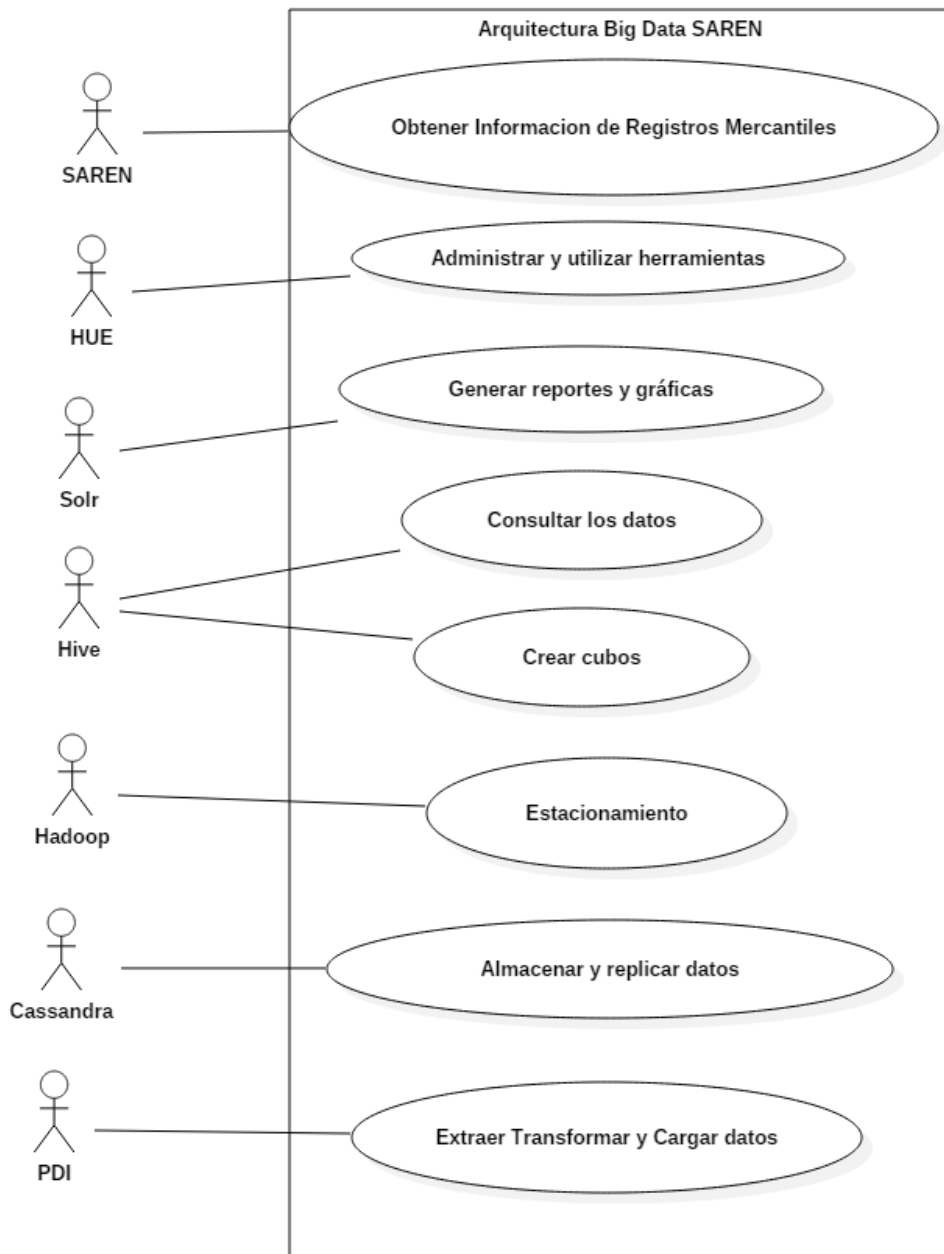 Arquitectura Big Data SAREN
Obtener Informacion de Registros Mercantiles
SAREN
Administrar y utilizar herramientas
HUE
Generar reportes y gráficas
Solr
Consultar los datos
Hive
Crear cubos
Estacionamiento
Hadoop
Almacenar y replicar datos
Cassandra
Extraer Transformar y Cargar datos
PDI